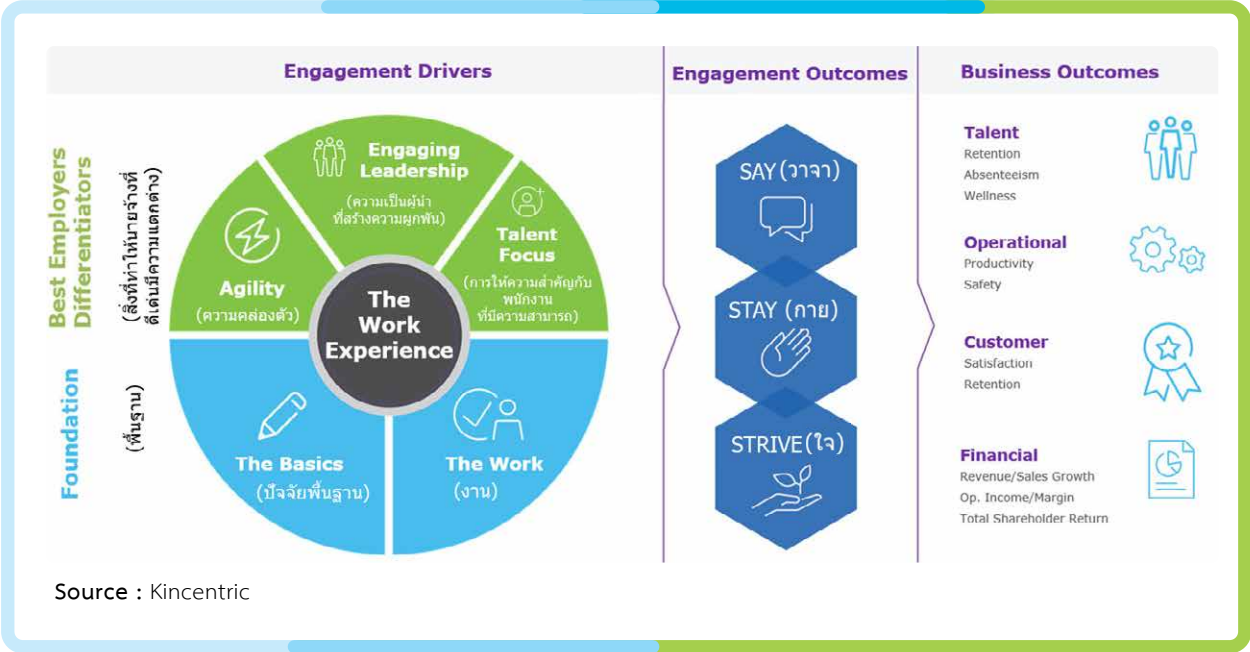 Engagement Drivers
Engagement Outcomes
Business Outcomes
Best Employers
Differentiators
(สิ่งที่ทำให้นายจ้างที่
ดีเด่นมีความแตกต่าง)
Foundation
(พื้นฐาน)
Engaging
Leadership
(ความเป็นผู้นำ
ที่สร้างความผูกพัน)
Agility
(ความคล่องตัว)
Talent
Focus
(การให้ความสำคัญกับ
พนักงาน
ที่มีความสามารถ)
The
Work
Experience
The Basics
(ปัจจัยพื้นฐาน)
The Work
(งาน)
SAY (วาจา)
STAY (กาย)
STRIVE (ใจ)
Talent
Retention
Absenteeism
Wellness
Operational
Productivity
Safety
Customer
Satisfaction
Retention
Financial
Revenue/Sales Growth
Op. Income/Margin
Total Shareholder Return
Source : Kincentric